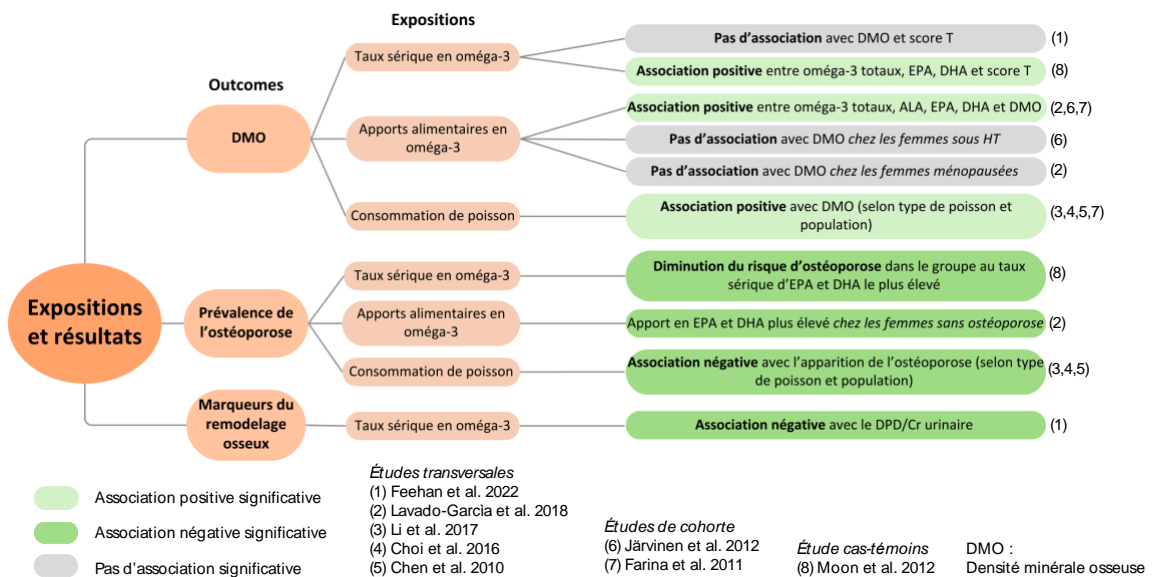 Expositions
Outcomes
Expositions
et résultats
DMO
Taux sérique en oméga-3
Pas d'association avec DMO et score T
(1)
Association positive entre oméga-3 totaux, EPA, DHA et score T
(8)
Apports alimentaires en
oméga-3
Association positive entre oméga-3 totaux, ALA, EPA, DHA et DMO
(2,6,7)
Pas d'association avec DMO chez les femmes sous HT
(6)
Pas d'association avec DMO chez les femmes ménopausées
(2)
Consommation de poisson
Association positive avec DMO (selon type de poisson et
population)
(3,4,5,7)
Prévalence de
l'ostéoporose
Taux sérique en oméga-3
Diminution du risque d'ostéoporose dans le groupe au taux
sérique d'EPA et DHA le plus élevé
(8)
Apports alimentaires en
oméga-3
Apport en EPA et DHA plus élevé chez les femmes sans ostéoporose
(2)
Consommation de poisson
Association négative avec l'apparition de l'ostéoporose (selon type
de poisson et population)
(3,4,5)
Marqueurs du
remodelage
osseux
Taux sérique en oméga-3
Association négative avec le DPD/Cr urinaire
(1)
Association positive significative
Association négative significative
Pas d'association significative
Études transversales
(1) Feehan et al. 2022
(2) Lavado-Garcìa et al. 2018
(3) Li et al. 2017
(4) Choi et al. 2016
(5) Chen et al. 2010
Études de cohorte
(6) Järvinen et al. 2012
(7) Farina et al. 2011
Étude cas-témoins
(8) Moon et al. 2012
DMO :
Densité minérale osseuse